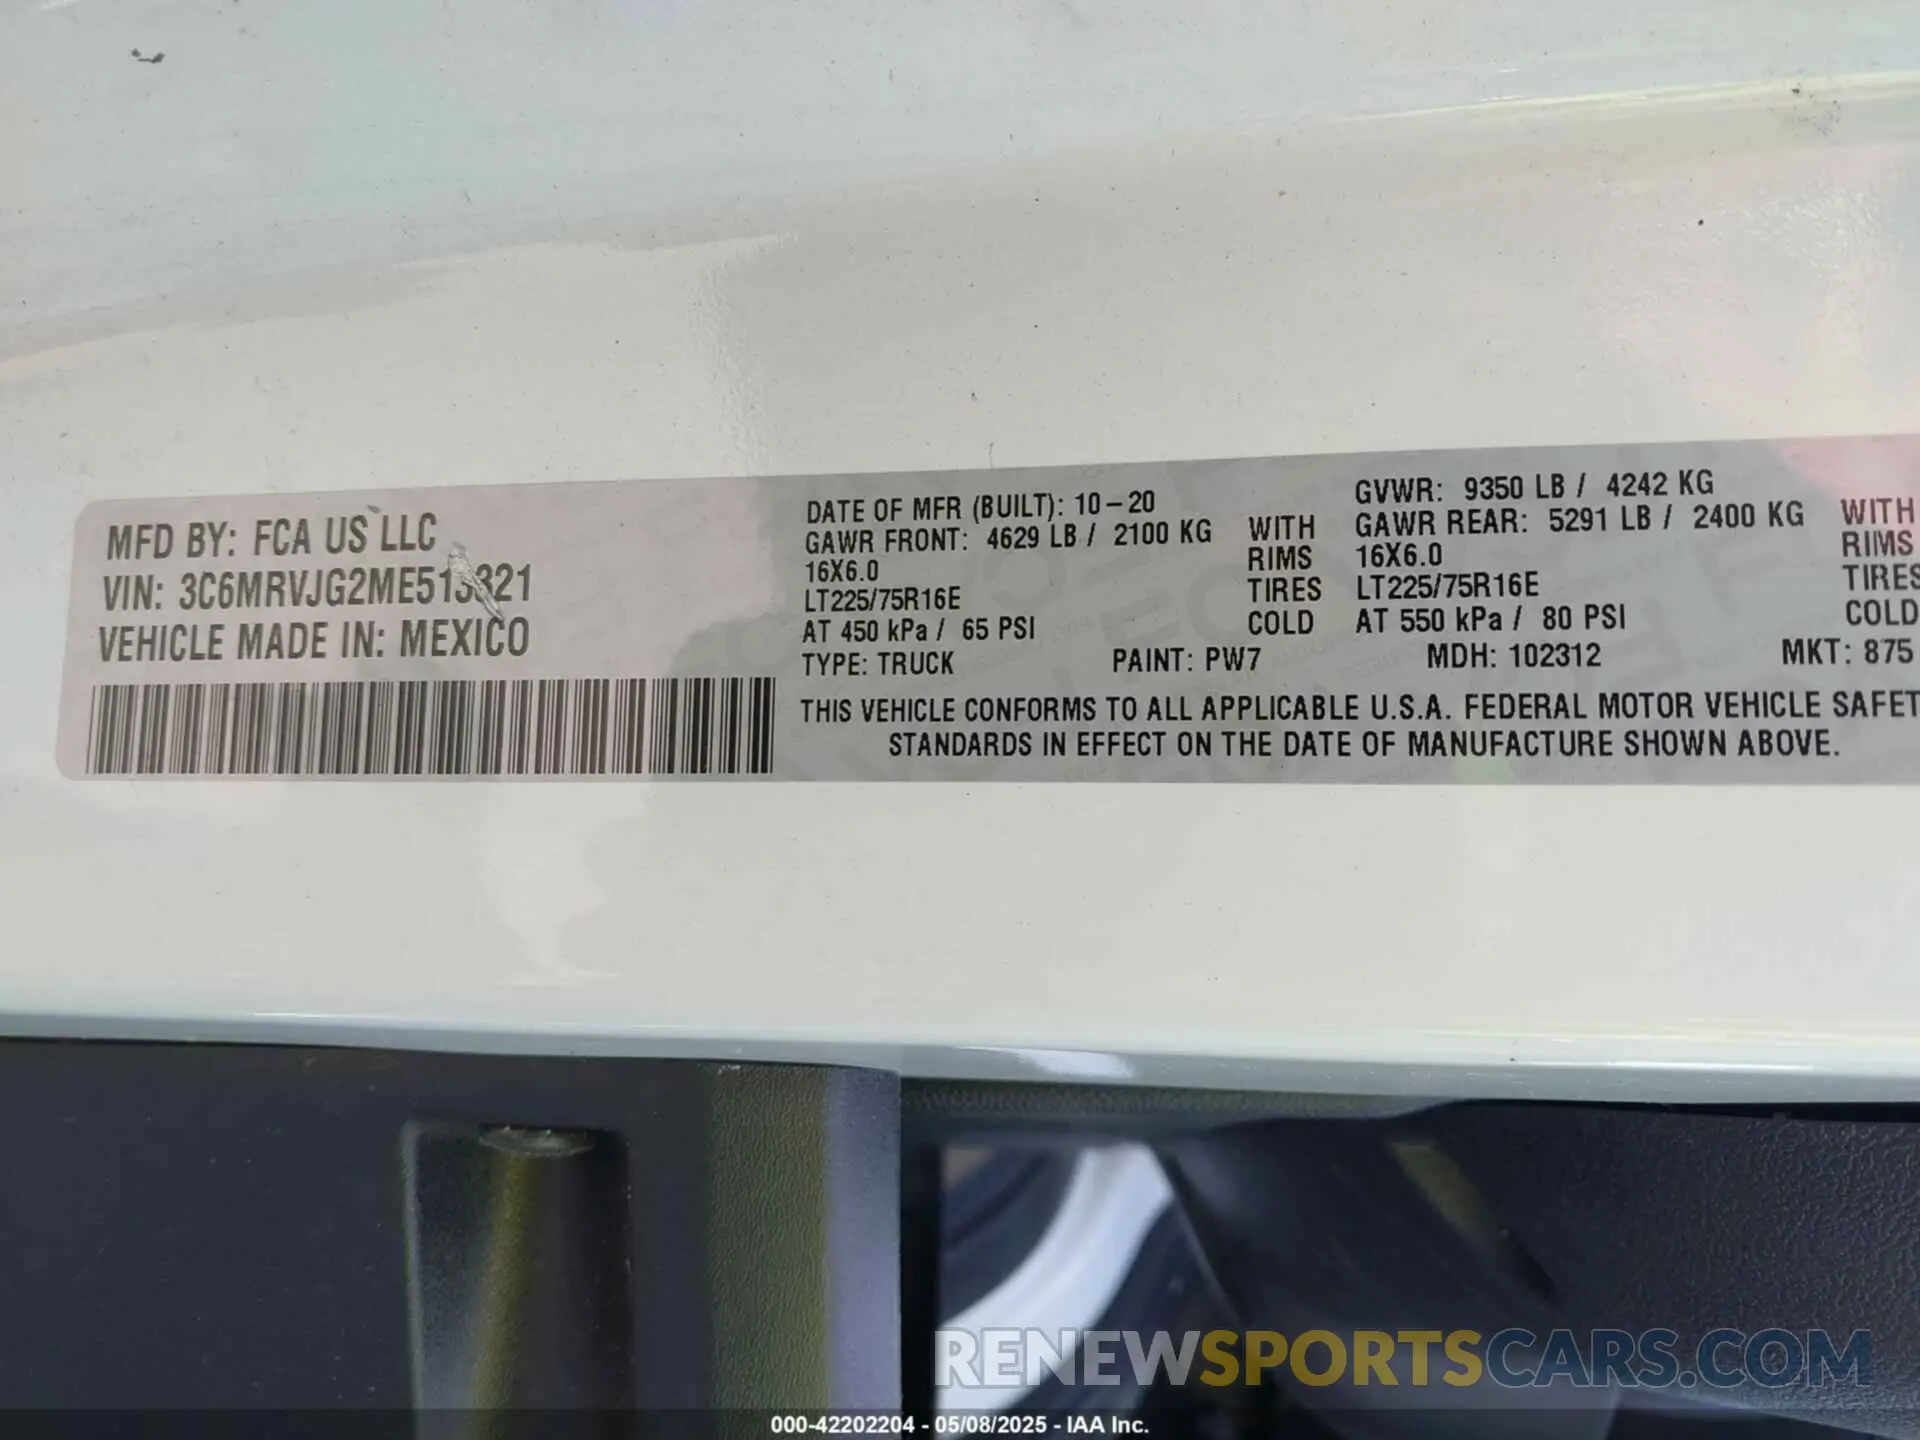 MFD BY: FCA US LLC
VIN: 3C6MRVJG2ME513321
VEHICLE MADE IN: MEXICO
DATE OF MFR (BUILT): 10-20
GVWR: 9350 LB / 4242 KG
GAWR FRONT: 4629 LB / 2100 KG WITH
GAWR REAR: 5291 LB / 2400 KG WITH
16X6.0 RIMS
16X6.0 RIMS
LT225/75R16E TIRES
LT225/75R16E TIRES
AT 450 kPa / 65 PSI COLD
AT 550 kPa / 80 PSI COLD
TYPE: TRUCK PAINT: PW7 MDH: 102312 MKT: 875
THIS VEHICLE CONFORMS TO ALL APPLICABLE U.S.A. FEDERAL MOTOR VEHICLE SAFET
STANDARDS IN EFFECT ON THE DATE OF MANUFACTURE SHOWN ABOVE.
RENEWSPORTSCARS.COM
000-42202204 - 05/08/2025 - IAA Inc.